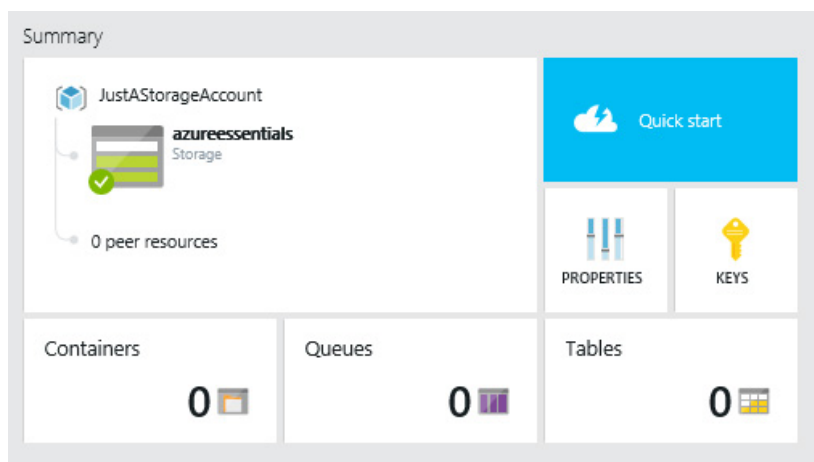 Summary
JustAStorageAccount
azureessentials
Storage
0 peer resources
Quick start
PROPERTIES
KEYS
Containers
0
Queues
0
Tables
0